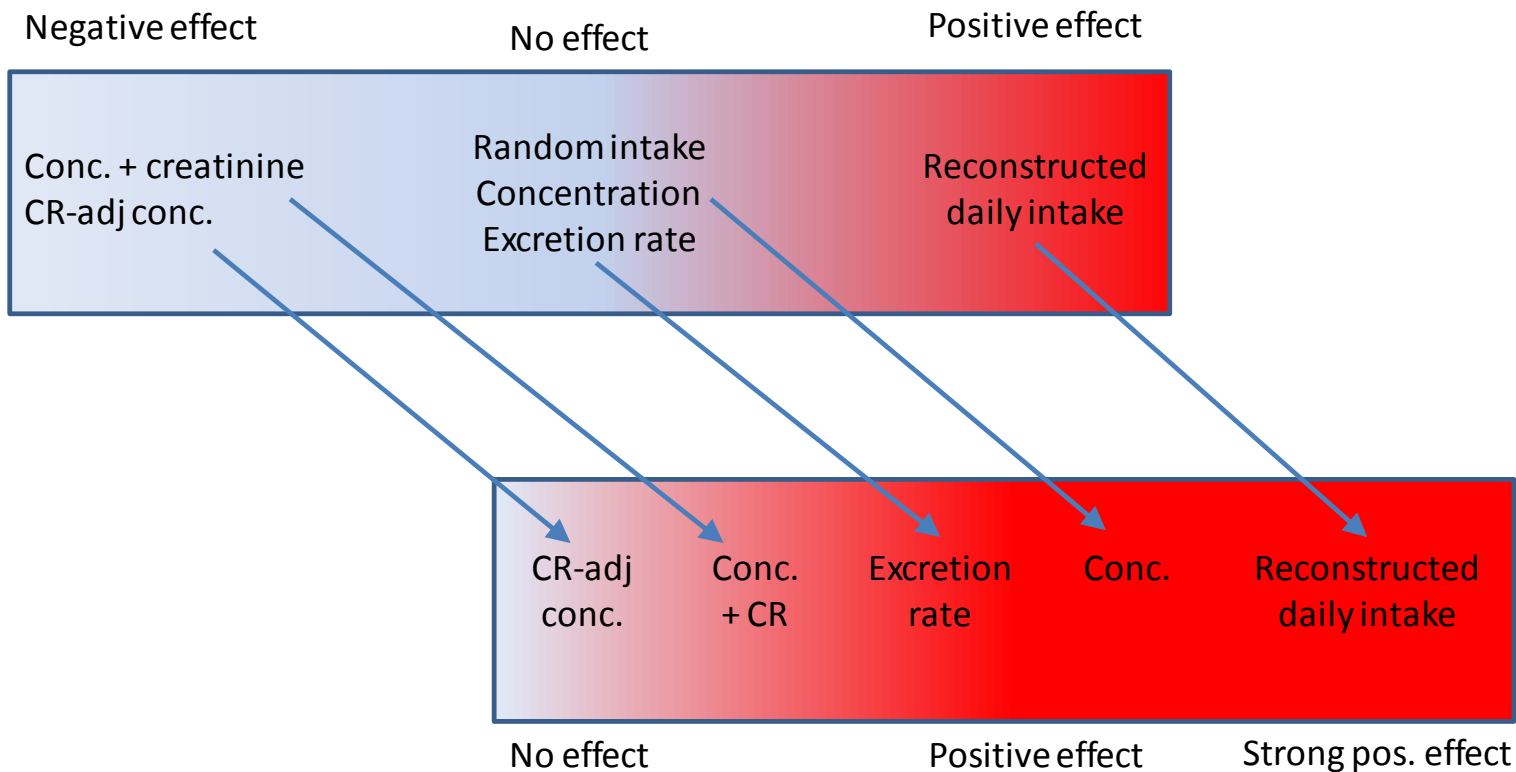 Negative effect
No effect
Positive effect
Conc. + creatinine
CR-adj conc.
Random intake
Concentration
Excretion rate
Reconstructed
daily intake
CR-adj
conc.
Conc.
+ CR
Excretion
rate
Conc.
Reconstructed
daily intake
No effect
Positive effect
Strong pos. effect